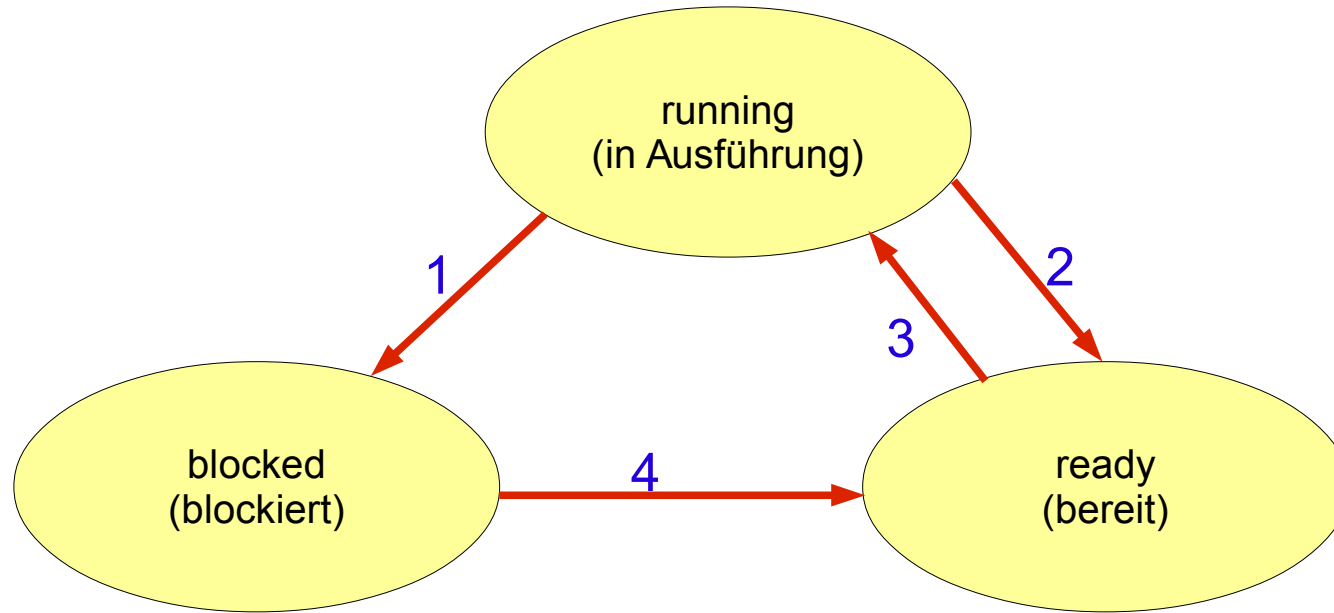 running
(in Ausführung)
1
2
3
blocked
(blockiert)
4
ready
(bereit)